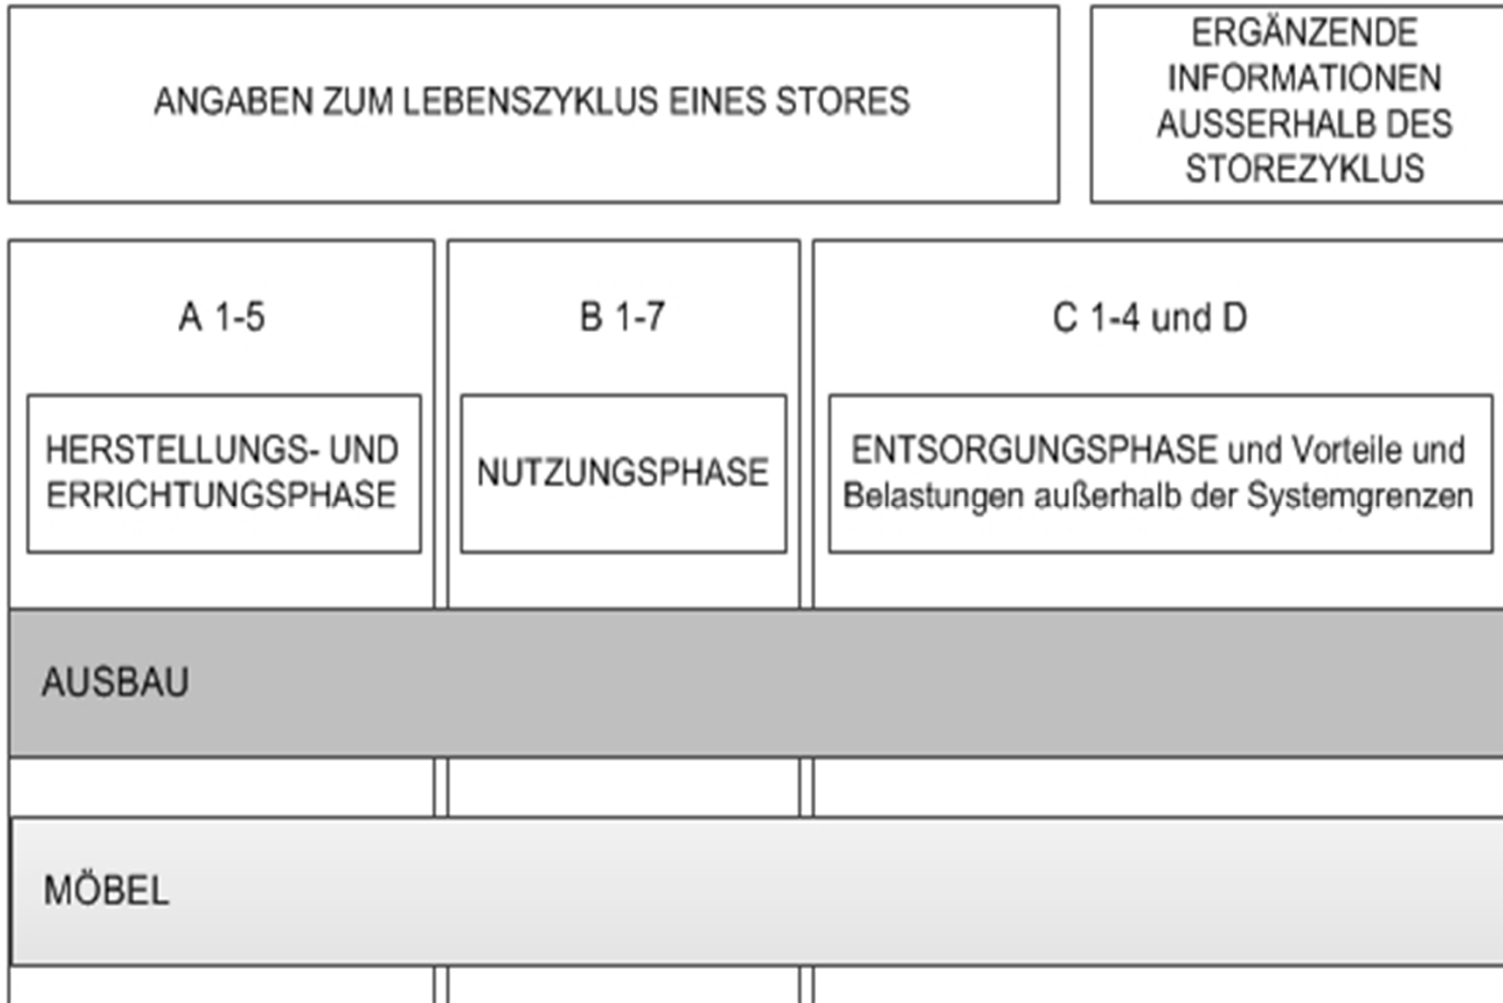 ANGABEN ZUM LEBENSZYKLUS EINES STORES
ERGÄNZENDE
INFORMATIONEN
AUSSERHALB DES
STOREZYKLUS
A 1-5
B 1-7
C 1-4 und D
HERSTELLUNGS- UND
ERRICHTUNGSPHASE
NUTZUNGSPHASE
ENTSORGUNGSPHASE und Vorteile und
Belastungen außerhalb der Systemgrenzen
AUSBAU
MÖBEL